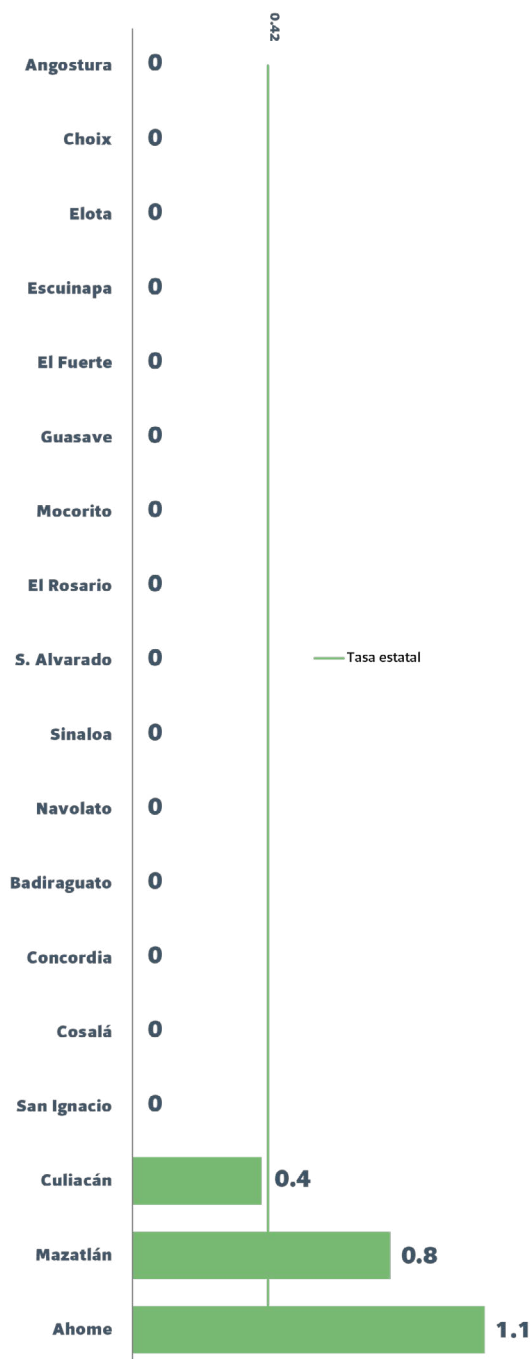 0.42
Angostura 0
Choix 0
Elota 0
Escuinapa 0
El Fuerte 0
Guasave 0
Mocorito 0
El Rosario 0
S. Alvarado 0
Tasa estatal
Sinaloa 0
Navolato 0
Badiraguato 0
Concordia 0
Cosalá 0
San Ignacio 0
Culiacán 0.4
Mazatlán 0.8
Ahome 1.1